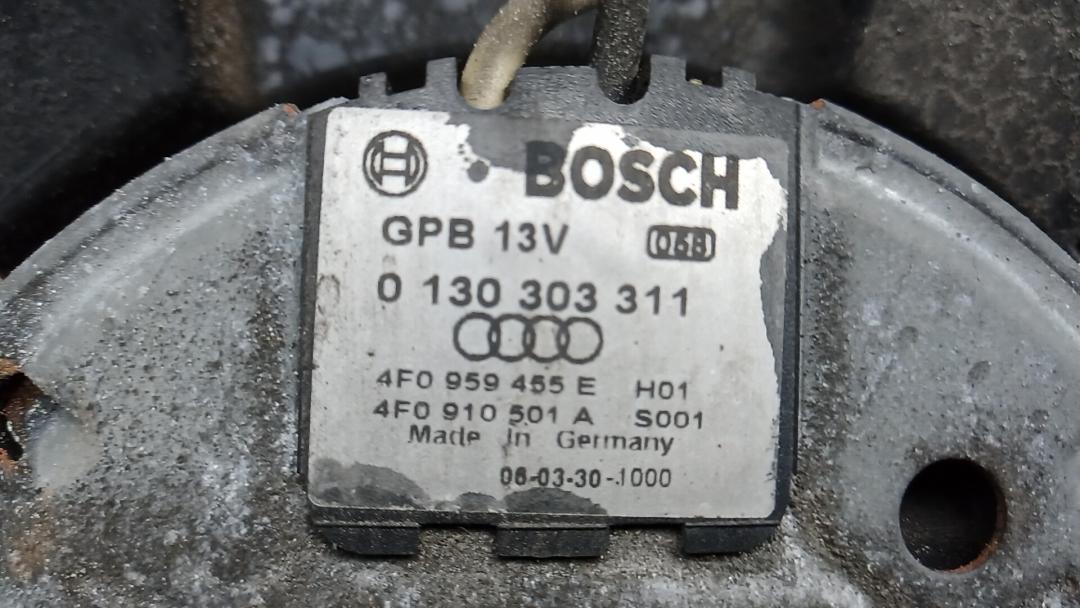 BOSCH
GPB 13V 068
0 130 303 311
4F0 959 455 E H01
4F0 910 501 A S001
Made in Germany
06-03-30-1000